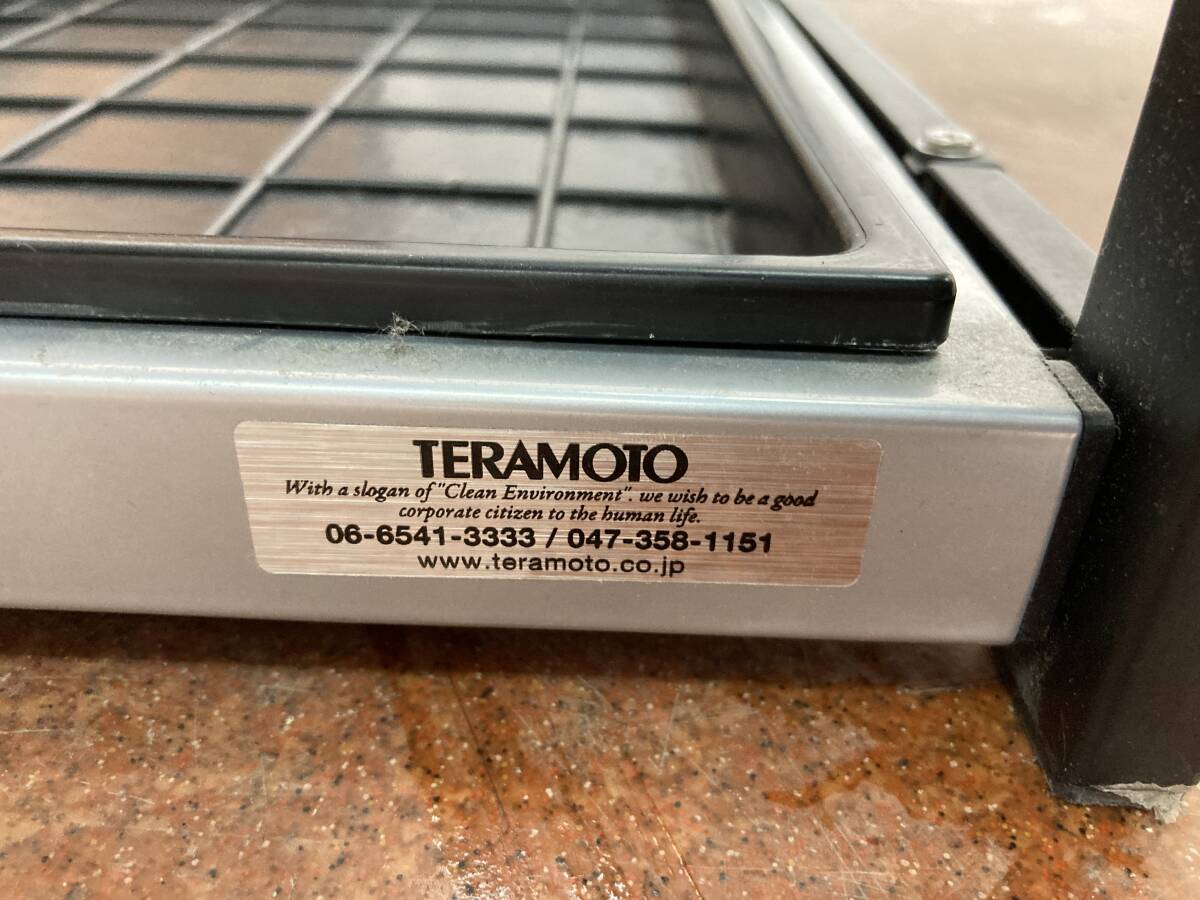 TERAMOTO
With a slogan of "Clean Environment". we wish to be a good
corporate citizen to the human life.
06-6541-3333 / 047-358-1151
www.teramoto.co.jp